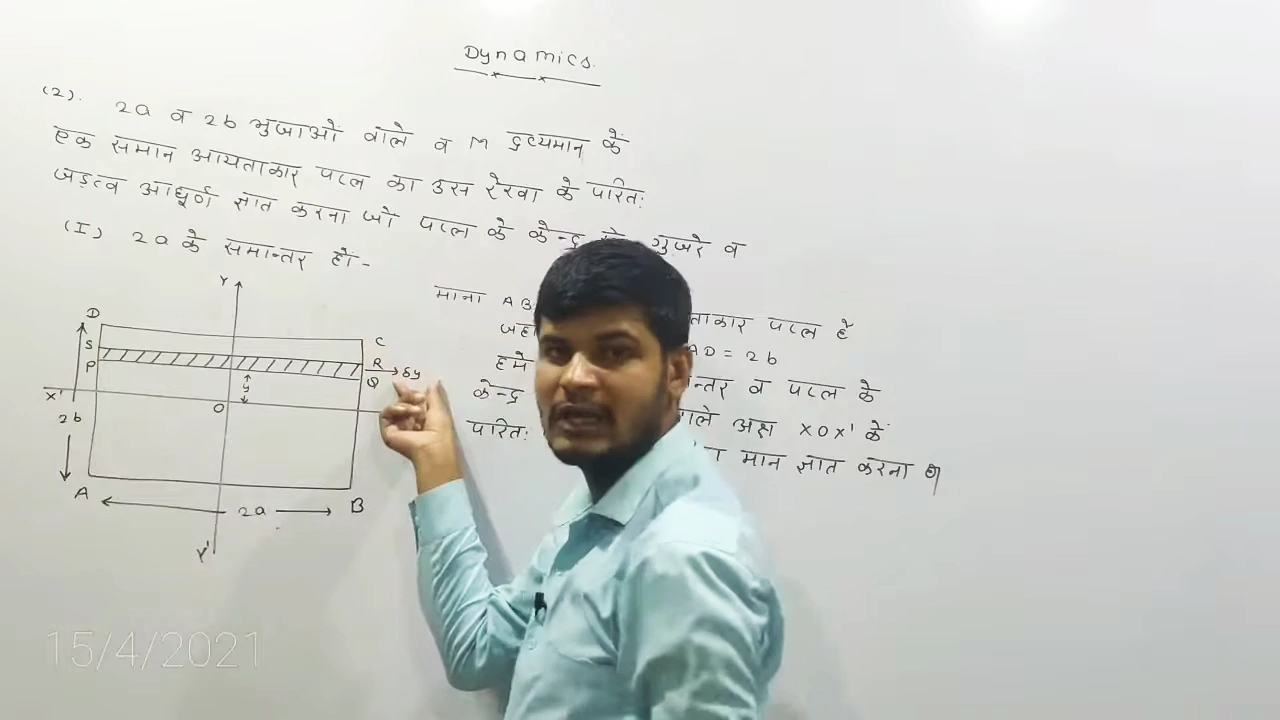 Dynamics.
(2). 2a व 2b भुजाओं वाले व M द्रव्यमान के
एक समान आयताकार पटल का उस रेखा के परितः
जड़त्व आघूर्ण ज्ञात करना जो पटल के केन्द्र गुजरे व
(I) 2a के समान्तर हो -
माना AB ताकार पटल है
AD = 2b
हमें न्तर व पटल के
केन्द्र वाले अक्ष XOX' के
परितः मान ज्ञात करना है
Y
D
C
S
R
δy
P
Q
y
X'
O
2b
A
2a
B
Y'
15/4/2021